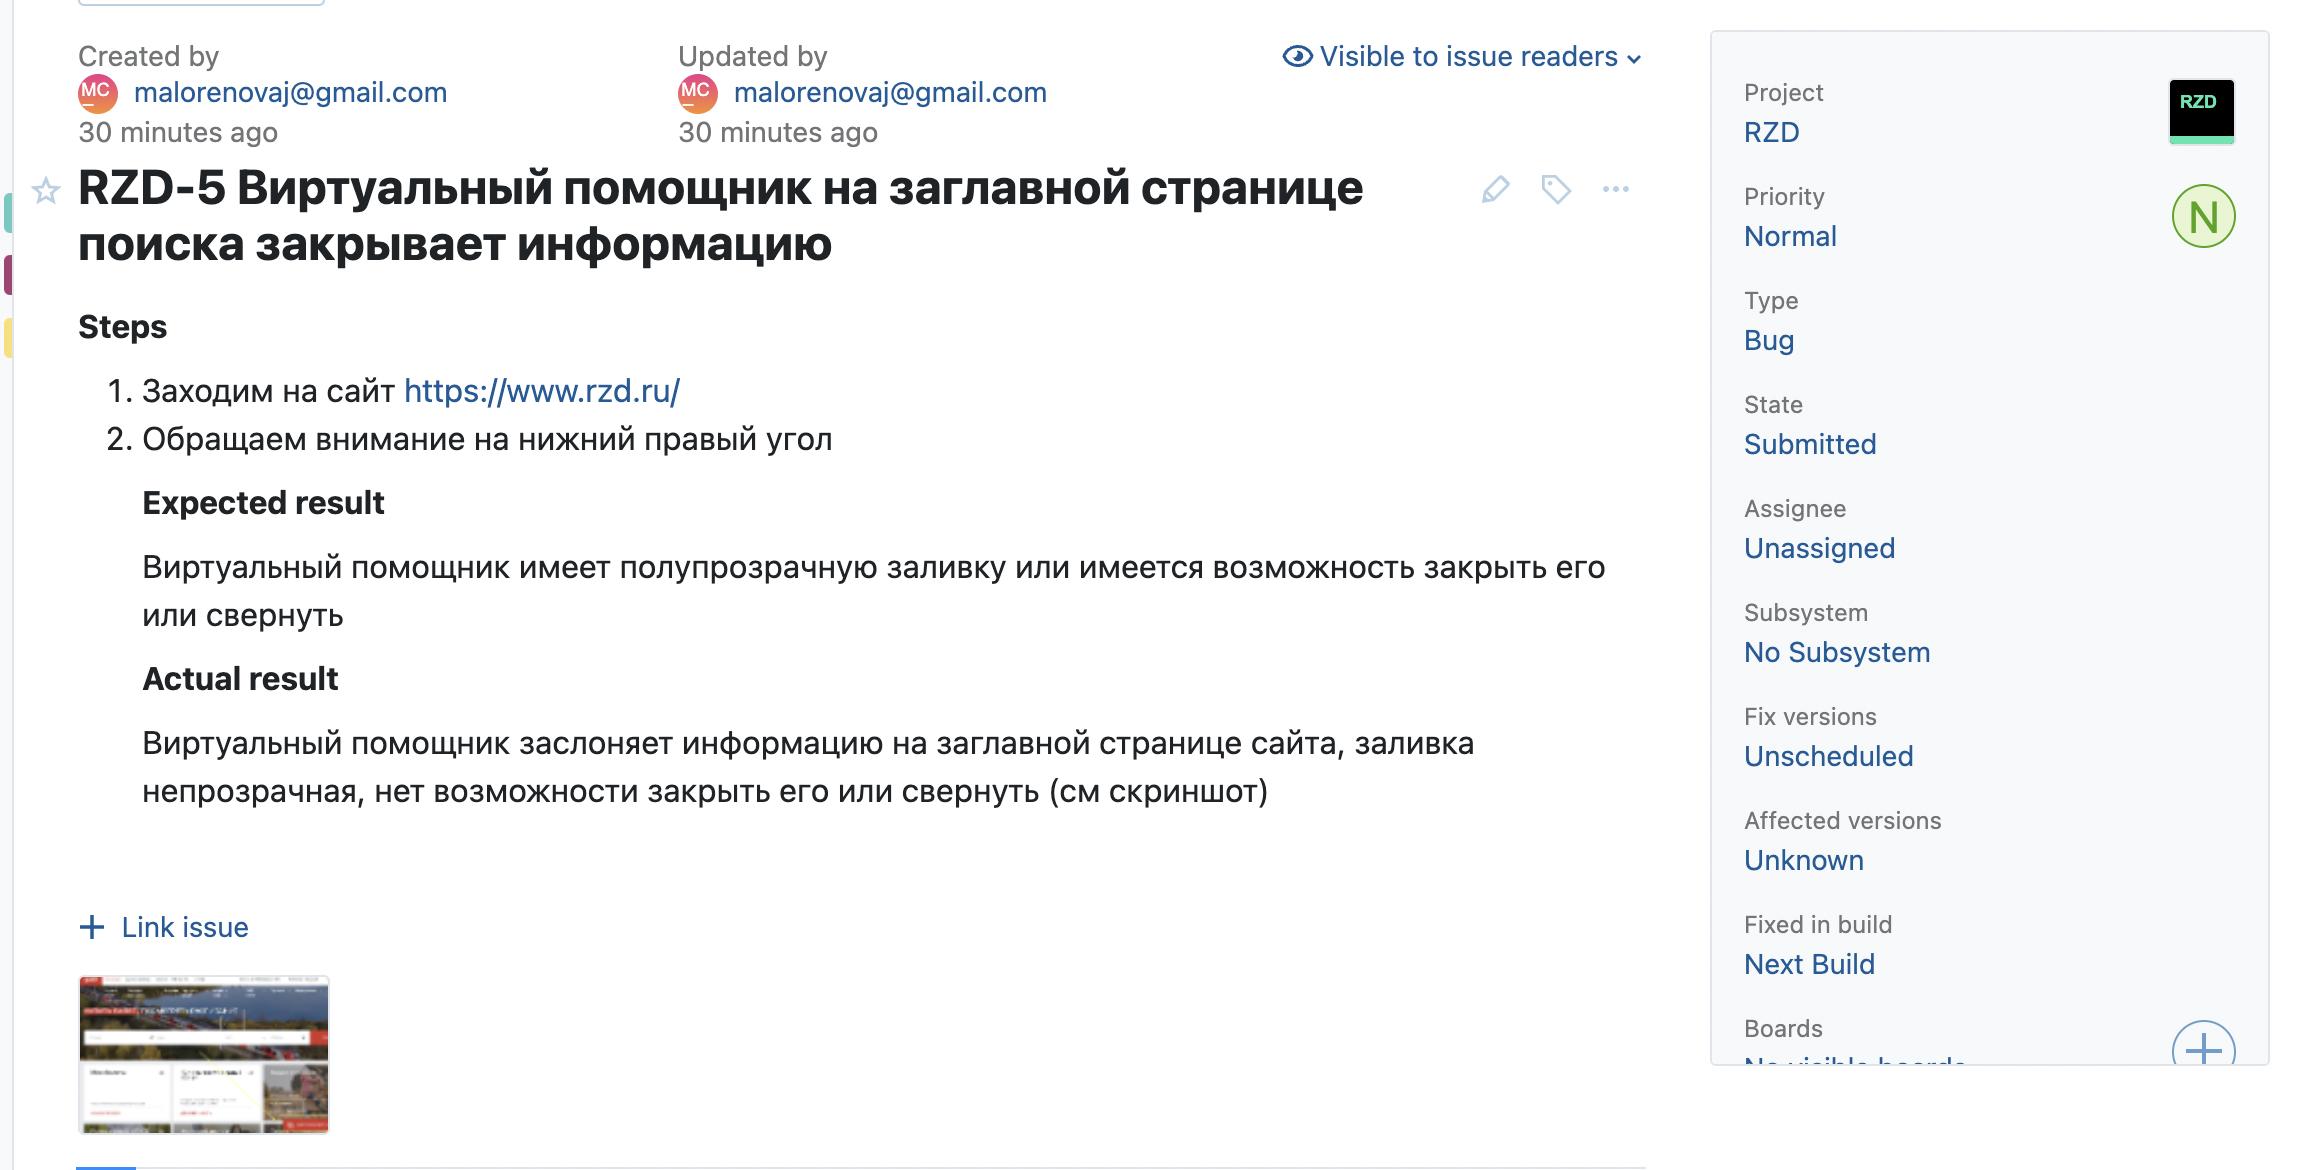 Created by
Updated by
Visible to issue readers
MC malorenovaj@gmail.com
MC malorenovaj@gmail.com
30 minutes ago
30 minutes ago
RZD-5 Виртуальный помощник на заглавной странице
поиска закрывает информацию
Steps
1. Заходим на сайт https://www.rzd.ru/
2. Обращаем внимание на нижний правый угол
Expected result
Виртуальный помощник имеет полупрозрачную заливку или имеется возможность закрыть его
или свернуть
Actual result
Виртуальный помощник заслоняет информацию на заглавной странице сайта, заливка
непрозрачная, нет возможности закрыть его или свернуть (см скриншот)
+ Link issue
Project
RZD
RZD
Priority
Normal
N
Type
Bug
State
Submitted
Assignee
Unassigned
Subsystem
No Subsystem
Fix versions
Unscheduled
Affected versions
Unknown
Fixed in build
Next Build
Boards
No visible boards